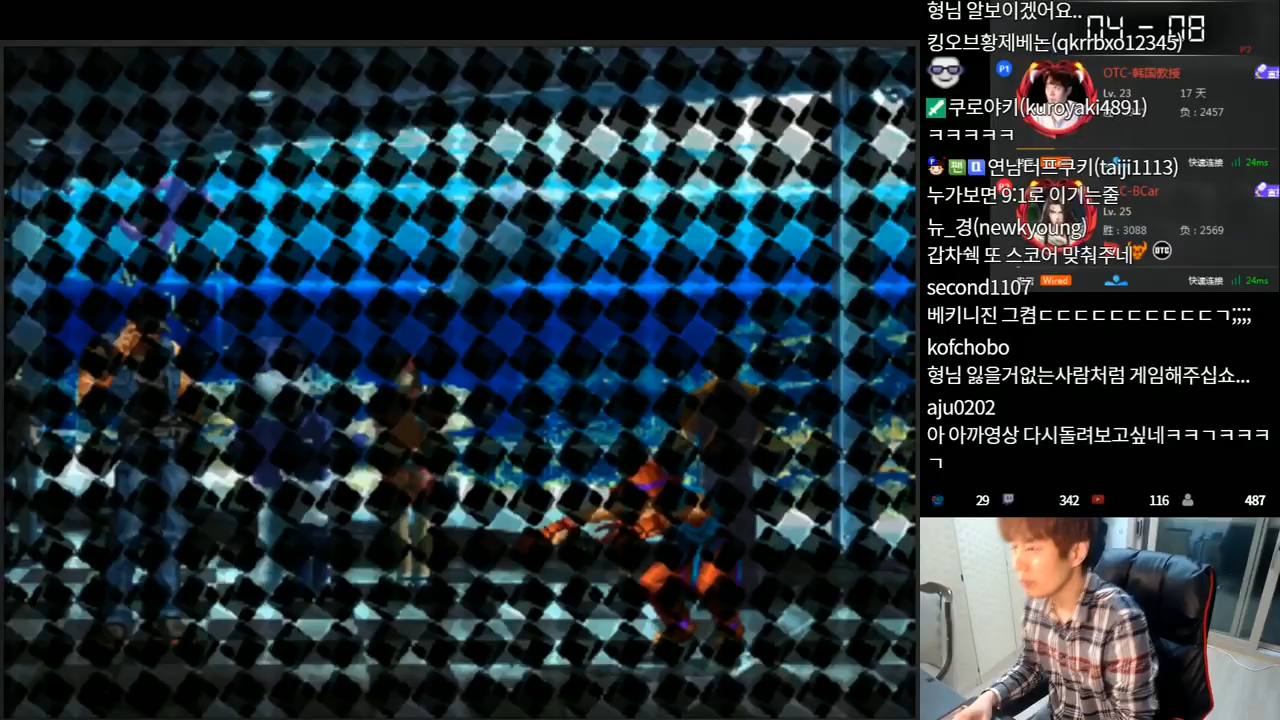 형님 알보이겠어요..
04-08
킹오브황제베논(qkrrbxo12345)
P2
P1
OTC-韩国教授
Lv. 23
17 天
쿠로야키(kuroyaki4891)
负 : 2457
ㅋㅋㅋㅋㅋ
快速连接
24ms
팬
연남터프쿠키(taiji1113)
C-BCar
누가보면 9:1로 이기는줄
Lv. 25
뉴_경(newkyoung)
胜 : 3088
负 : 2569
갑차쉑 또 스코어 맞춰주네
OTC
second1107
Wired
快速连接
24ms
베키니진 그켬ㄷㄷㄷㄷㄷㄷㄷㄷㄷㄷㄱ;;;;
kofchobo
형님 잃을거없는사람처럼 게임해주십쇼...
aju0202
아 아까영상 다시돌려보고싶네ㅋㅋㄱㅋㅋㅋ
ㄱ
29
342
116
487